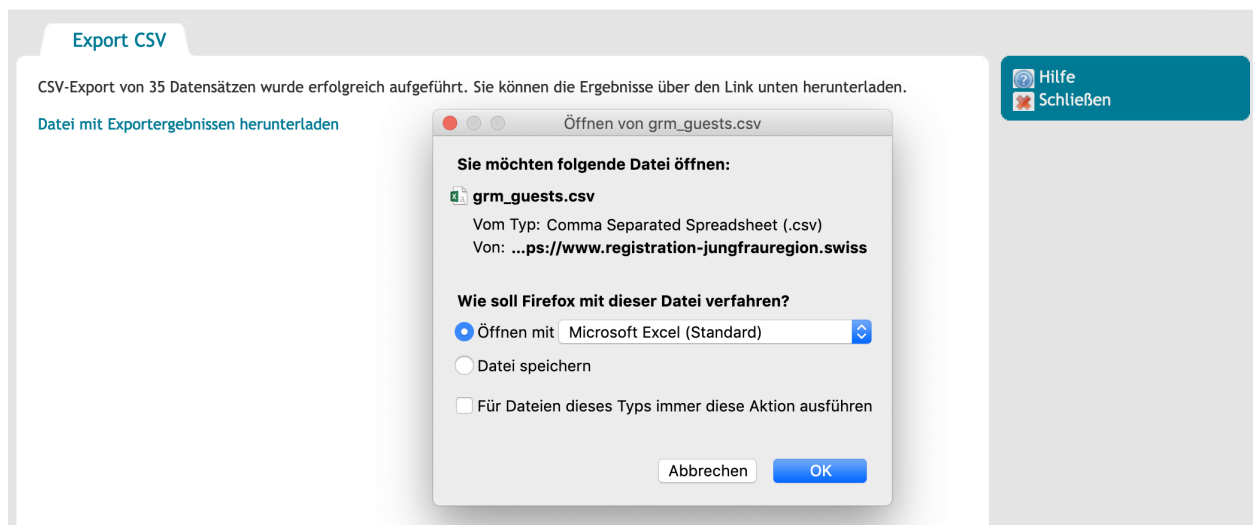 Export CSV
CSV-Export von 35 Datensätzen wurde erfolgreich aufgeführt. Sie können die Ergebnisse über den Link unten herunterladen.
Datei mit Exportergebnissen herunterladen
Hilfe
Schließen
Öffnen von grm_guests.csv
Sie möchten folgende Datei öffnen:
grm_guests.csv
Vom Typ: Comma Separated Spreadsheet (.csv)
Von: ...ps://www.registration-jungfrauregion.swiss
Wie soll Firefox mit dieser Datei verfahren?
Öffnen mit Microsoft Excel (Standard)
Datei speichern
Für Dateien dieses Typs immer diese Aktion ausführen
Abbrechen OK